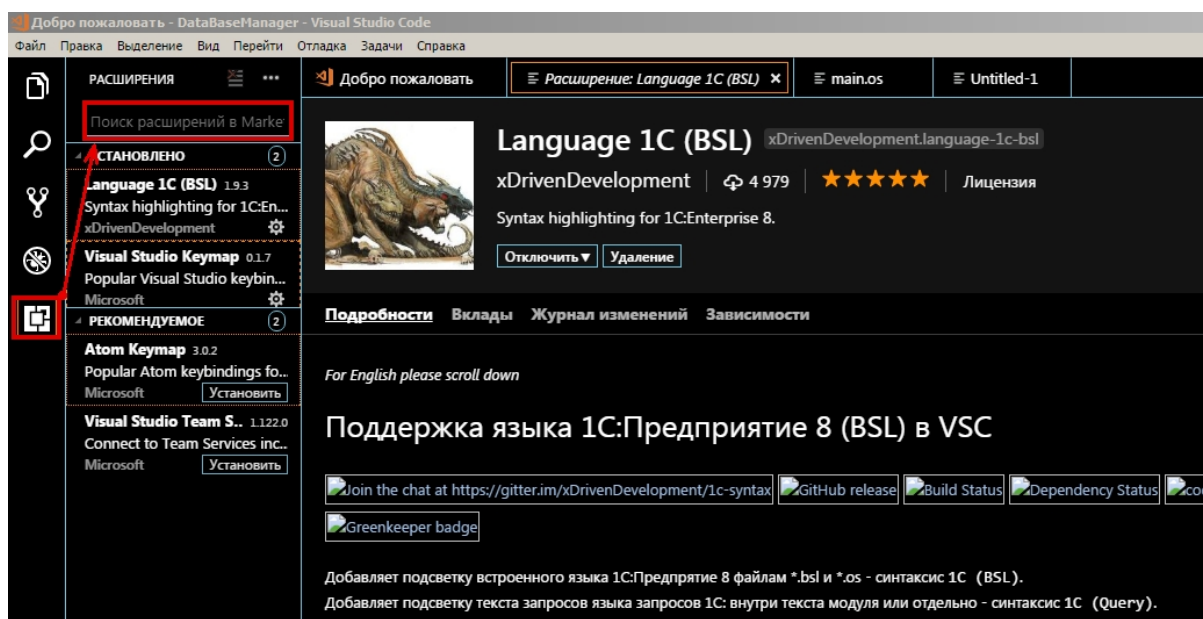 Добро пожаловать - DataBaseManager - Visual Studio Code
Файл Правка Выделение Вид Перейти Отладка Задачи Справка
РАСШИРЕНИЯ
Поиск расширений в Marke
СТАНОВЛЕНО 2
Language 1C (BSL) 1.9.3
Syntax highlighting for 1C:En...
xDrivenDevelopment
Visual Studio Keymap 0.1.7
Popular Visual Studio keybin...
Microsoft
РЕКОМЕНДУЕМОЕ 2
Atom Keymap 3.0.2
Popular Atom keybindings fo...
Microsoft Установить
Visual Studio Team S.. 1.122.0
Connect to Team Services inc..
Microsoft Установить
Добро пожаловать Расширение: Language 1C (BSL) × main.os Untitled-1
Language 1C (BSL) xDrivenDevelopment.language-1c-bsl
xDrivenDevelopment 4 979 ★★★★★ Лицензия
Syntax highlighting for 1C:Enterprise 8.
Отключить▼ Удаление
Подробности Вклады Журнал изменений Зависимости
For English please scroll down
Поддержка языка 1С:Предприятие 8 (BSL) в VSC
Join the chat at https://gitter.im/xDrivenDevelopment/1c-syntax GitHub release Build Status Dependency Status co
Greenkeeper badge
Добавляет подсветку встроенного языка 1С:Предпрятие 8 файлам *.bsl и *.os - синтаксис 1C (BSL).
Добавляет подсветку текста запросов языка запросов 1С: внутри текста модуля или отдельно - синтаксис 1C (Query).